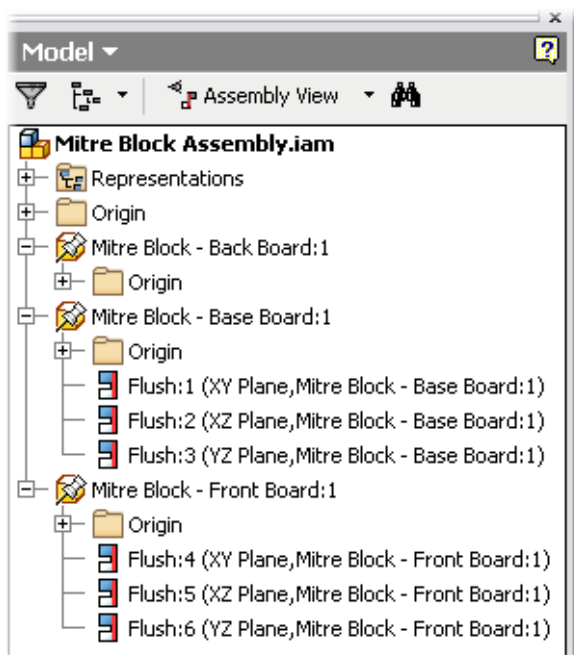 Model
Assembly View
Mitre Block Assembly.iam
Representations
Origin
Mitre Block - Back Board:1
Origin
Mitre Block - Base Board:1
Origin
Flush:1 (XY Plane,Mitre Block - Base Board:1)
Flush:2 (XZ Plane,Mitre Block - Base Board:1)
Flush:3 (YZ Plane,Mitre Block - Base Board:1)
Mitre Block - Front Board:1
Origin
Flush:4 (XY Plane,Mitre Block - Front Board:1)
Flush:5 (XZ Plane,Mitre Block - Front Board:1)
Flush:6 (YZ Plane,Mitre Block - Front Board:1)